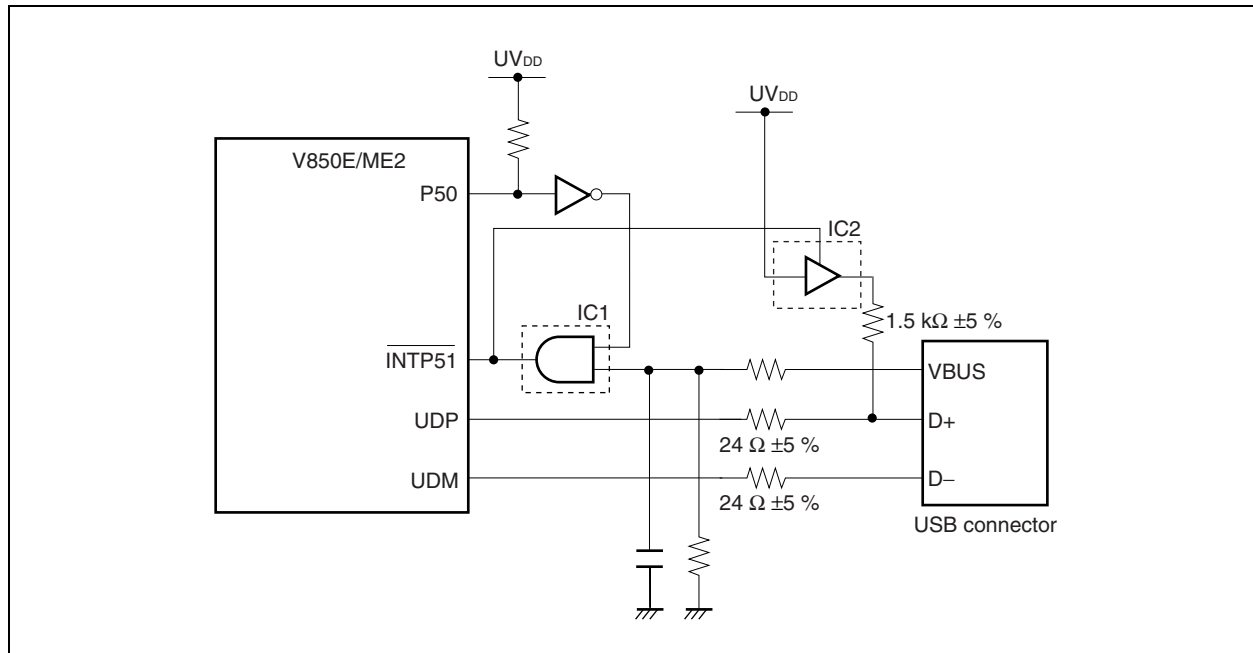 UVDD
UVDD
V850E/ME2
P50
IC2
IC1
1.5 kΩ ±5 %
INTP51
VBUS
UDP
D+
24 Ω ±5 %
UDM
D−
24 Ω ±5 %
USB connector